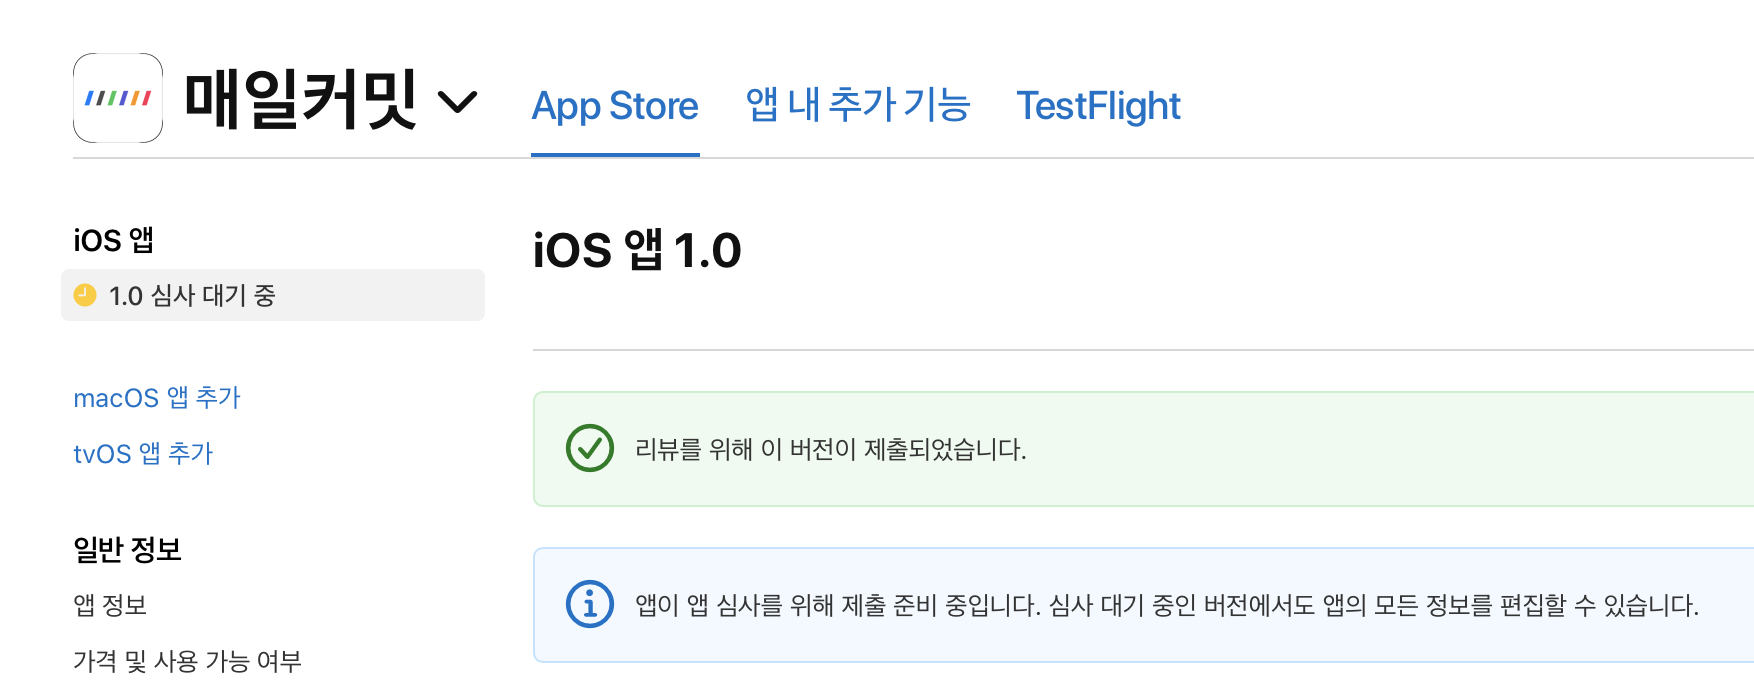 매일커밋
App Store
앱 내 추가 기능
TestFlight
iOS 앱
1.0 심사 대기 중
macOS 앱 추가
tvOS 앱 추가
일반 정보
앱 정보
가격 및 사용 가능 여부
iOS 앱 1.0
리뷰를 위해 이 버전이 제출되었습니다.
앱이 앱 심사를 위해 제출 준비 중입니다. 심사 대기 중인 버전에서도 앱의 모든 정보를 편집할 수 있습니다.